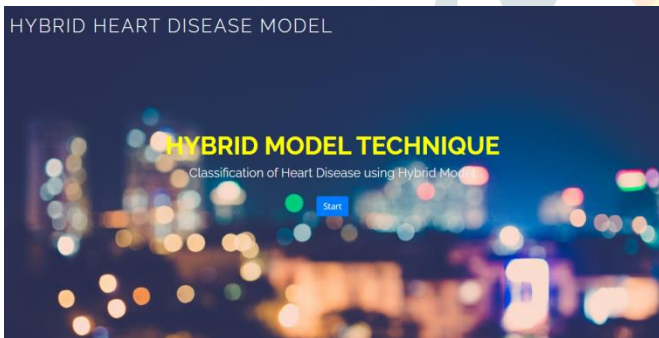 HYBRID HEART DISEASE MODEL
HYBRID MODEL TECHNIQUE
Classification of Heart Disease using Hybrid Model
Start